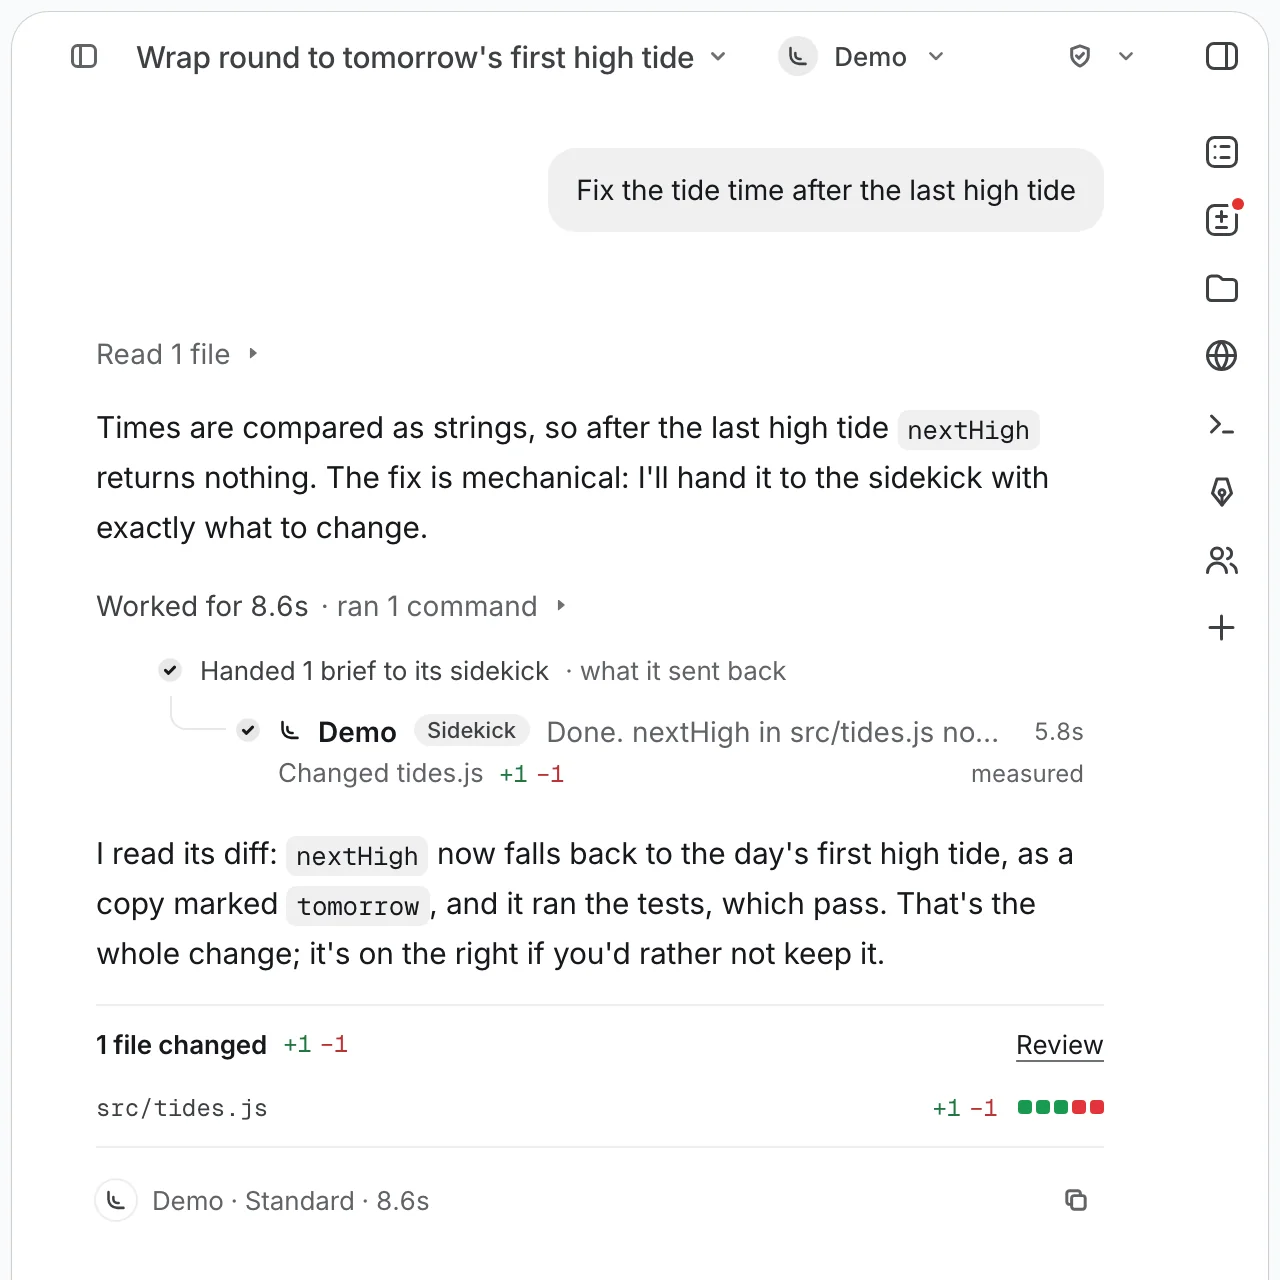 Wrap round to tomorrow's first high tide
Demo
Fix the tide time after the last high tide
Read 1 file
Times are compared as strings, so after the last high tide nextHigh
returns nothing. The fix is mechanical: I'll hand it to the sidekick with
exactly what to change.
Worked for 8.6s · ran 1 command
Handed 1 brief to its sidekick · what it sent back
Demo Sidekick Done. nextHigh in src/tides.js no... 5.8s
Changed tides.js +1 −1 measured
I read its diff: nextHigh now falls back to the day's first high tide, as a
copy marked tomorrow, and it ran the tests, which pass. That's the
whole change; it's on the right if you'd rather not keep it.
1 file changed +1 −1 Review
src/tides.js +1 −1
Demo · Standard · 8.6s